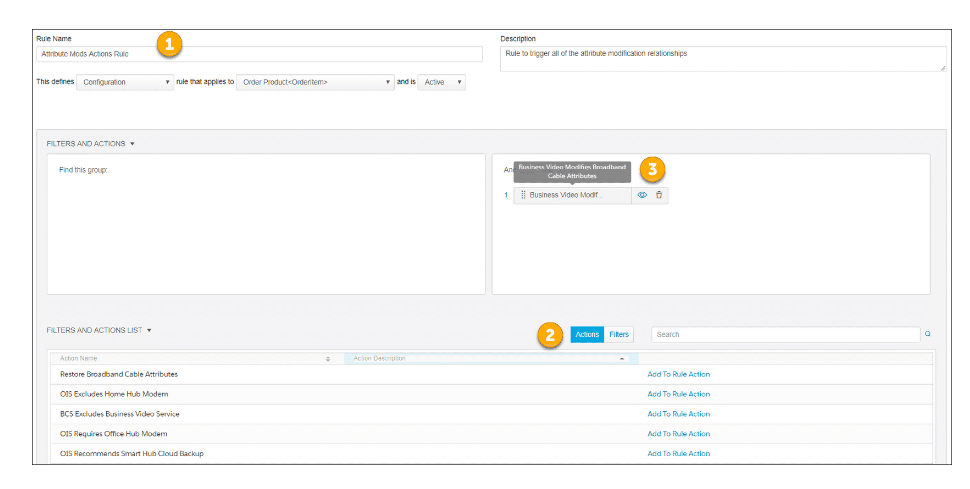 Rule Name
Description
1
Attribute Mods Actions Rule
Rule to trigger all of the attribute modification relationships
This defines Configuration rule that applies to Order Product<OrderItem> and is Active
FILTERS AND ACTIONS
Find this group:
Business Video Modifies Broadband
Cable Attributes
3
1 Business Video Modif...
FILTERS AND ACTIONS LIST
2
Actions Filters
Search
Action Name Action Description
Restore Broadband Cable Attributes Add To Rule Action
OIS Excludes Home Hub Modem Add To Rule Action
BCS Excludes Business Video Service Add To Rule Action
OIS Requires Office Hub Modem Add To Rule Action
OIS Recommends Smart Hub Cloud Backup Add To Rule Action